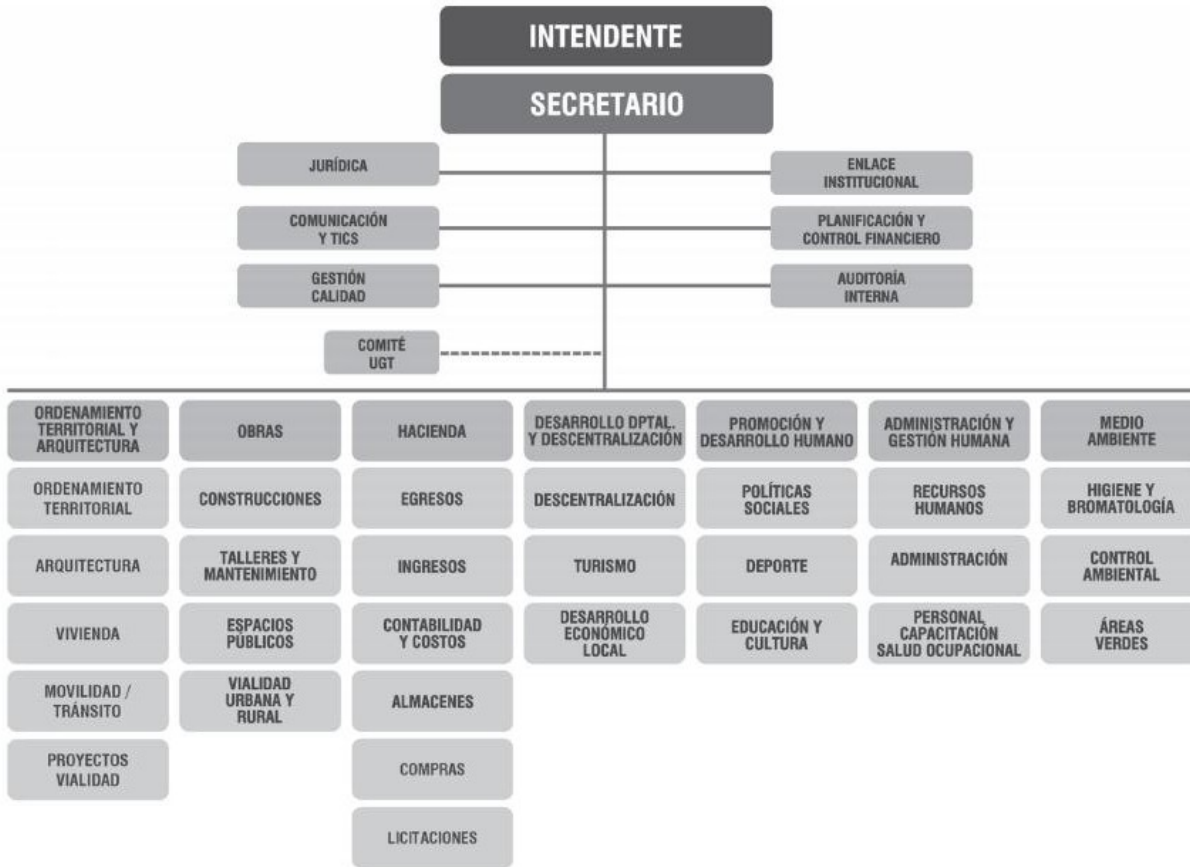 INTENDENTE
SECRETARIO
JURÍDICA
ENLACE
INSTITUCIONAL
COMUNICACIÓN
Y TICS
PLANIFICACIÓN Y
CONTROL FINANCIERO
GESTIÓN
CALIDAD
AUDITORÍA
INTERNA
COMITÉ
UGT
ORDENAMIENTO
TERRITORIAL Y
ARQUITECTURA
OBRAS
HACIENDA
DESARROLLO DPTAL.
Y DESCENTRALIZACIÓN
PROMOCIÓN Y
DESARROLLO HUMANO
ADMINISTRACIÓN Y
GESTIÓN HUMANA
MEDIO
AMBIENTE
ORDENAMIENTO
TERRITORIAL
CONSTRUCCIONES
EGRESOS
DESCENTRALIZACIÓN
POLÍTICAS
SOCIALES
RECURSOS
HUMANOS
HIGIENE Y
BROMATOLOGÍA
ARQUITECTURA
TALLERES Y
MANTENIMIENTO
INGRESOS
TURISMO
DEPORTE
ADMINISTRACIÓN
CONTROL
AMBIENTAL
VIVIENDA
ESPACIOS
PÚBLICOS
CONTABILIDAD
Y COSTOS
DESARROLLO
ECONÓMICO
LOCAL
EDUCACIÓN Y
CULTURA
PERSONAL
CAPACITACIÓN
SALUD OCUPACIONAL
ÁREAS
VERDES
MOVILIDAD /
TRÁNSITO
VIALIDAD
URBANA Y
RURAL
ALMACENES
PROYECTOS
VIALIDAD
COMPRAS
LICITACIONES